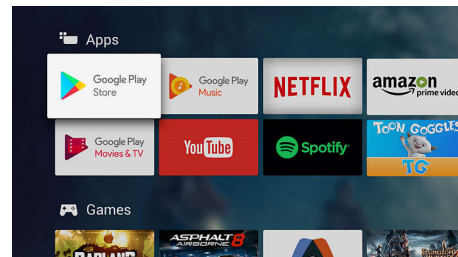 Apps
Google Play
Store
Google Play
Music
NETFLIX
amazon
prime video
Google Play
Movies & TV
YouTube
Spotify
TOON GOGGLES
TG
Games
BADLAND
ASPHALT 8
AIRBORNE